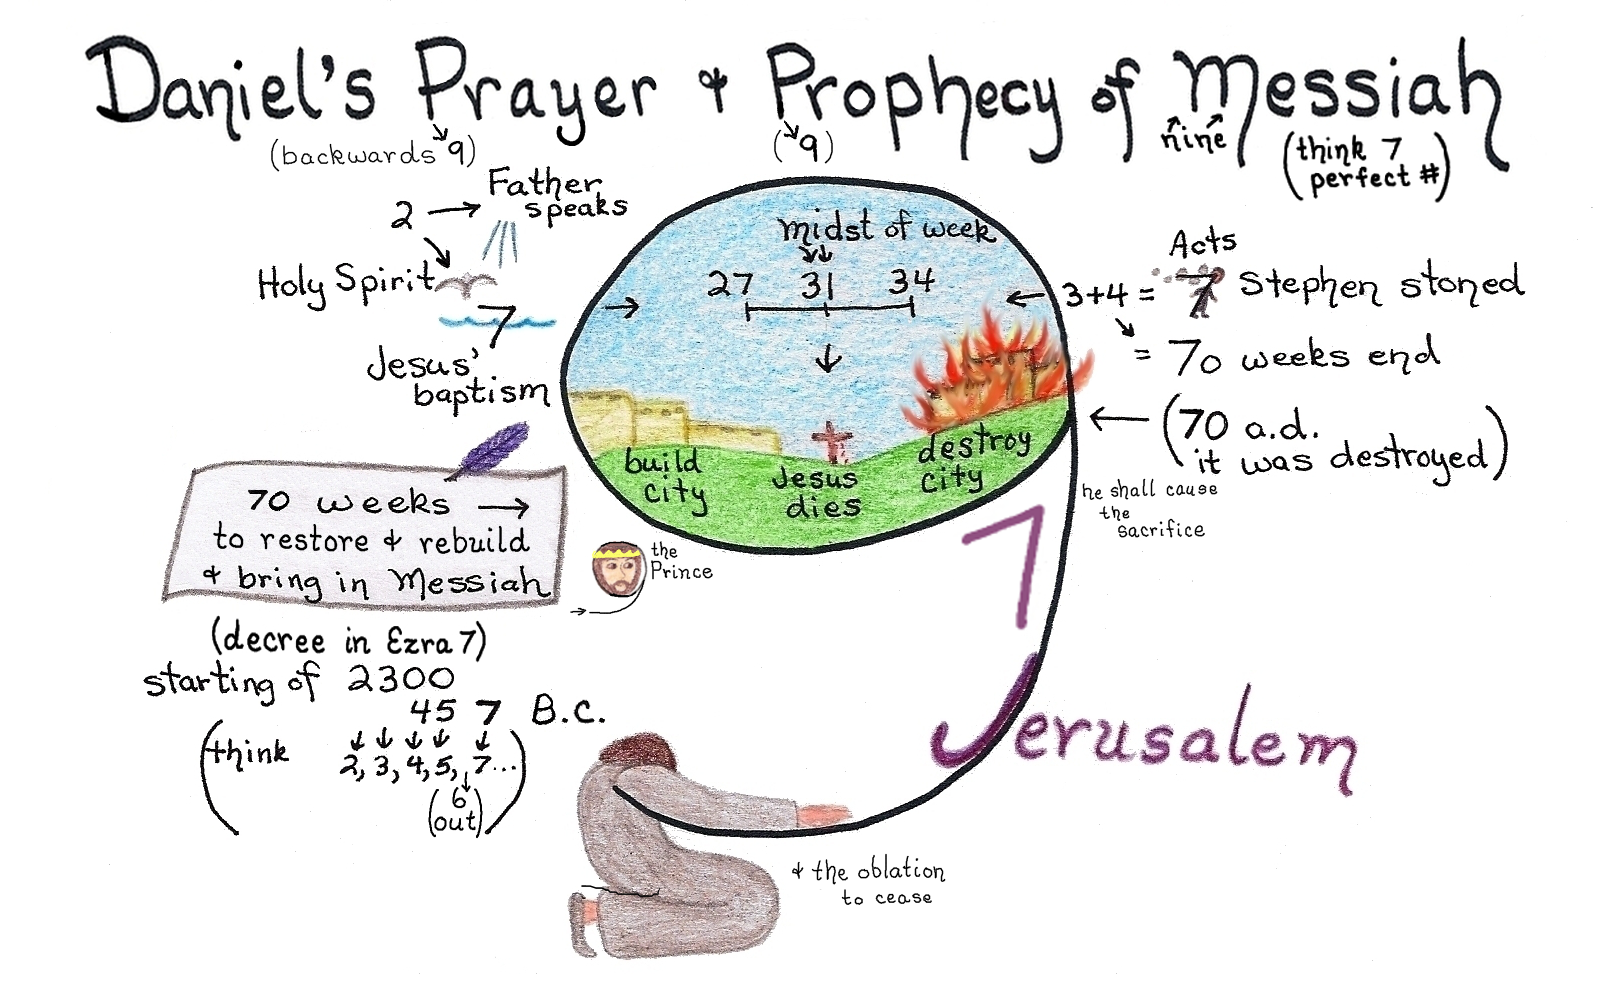 Daniel's Prayer & Prophecy of Messiah
(backwards 9)
(9)
nine
(think 7
perfect #)
2 → Father
speaks
Holy Spirit
7
Jesus'
baptism
midst of week
27 31 34
→
build
city
Jesus
dies
destroy
city
Acts
← 3+4 = 7 Stephen stoned
= 70 weeks end
← (70 a.d.
it was destroyed)
he shall cause
the
sacrifice
70 weeks →
to restore & rebuild
& bring in Messiah
the
Prince
(decree in Ezra 7)
starting of 2300
457 B.C.
(think 2, 3, 4, 5, 7...)
6
(out)
7
Jerusalem
& the oblation
to cease